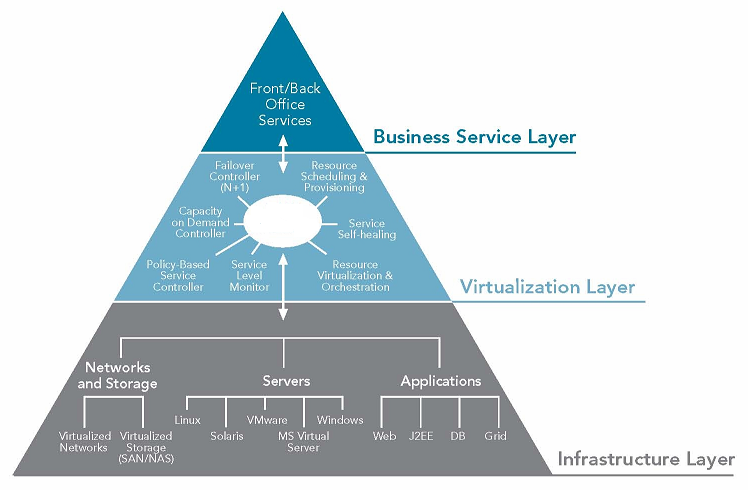 Front/Back
Office
Services
Business Service Layer
Failover
Controller
(N+1)
Resource
Scheduling &
Provisioning
Capacity
on Demand
Controller
Service
Self-healing
Policy-Based
Service
Controller
Service
Level
Monitor
Resource
Virtualization &
Orchestration
Virtualization Layer
Networks
and Storage
Servers
Applications
Virtualized
Networks
Virtualized
Storage
(SAN/NAS)
Linux
Solaris
VMware
MS Virtual
Server
Windows
Web
J2EE
DB
Grid
Infrastructure Layer